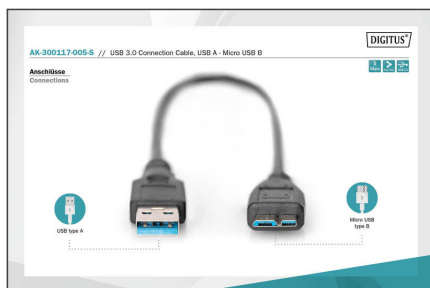 DIGITUS®
AK-300117-005-S // USB 3.0 Connection Cable, USB A - Micro USB B
Anschlüsse
Connections
USB type A
Micro USB
type B